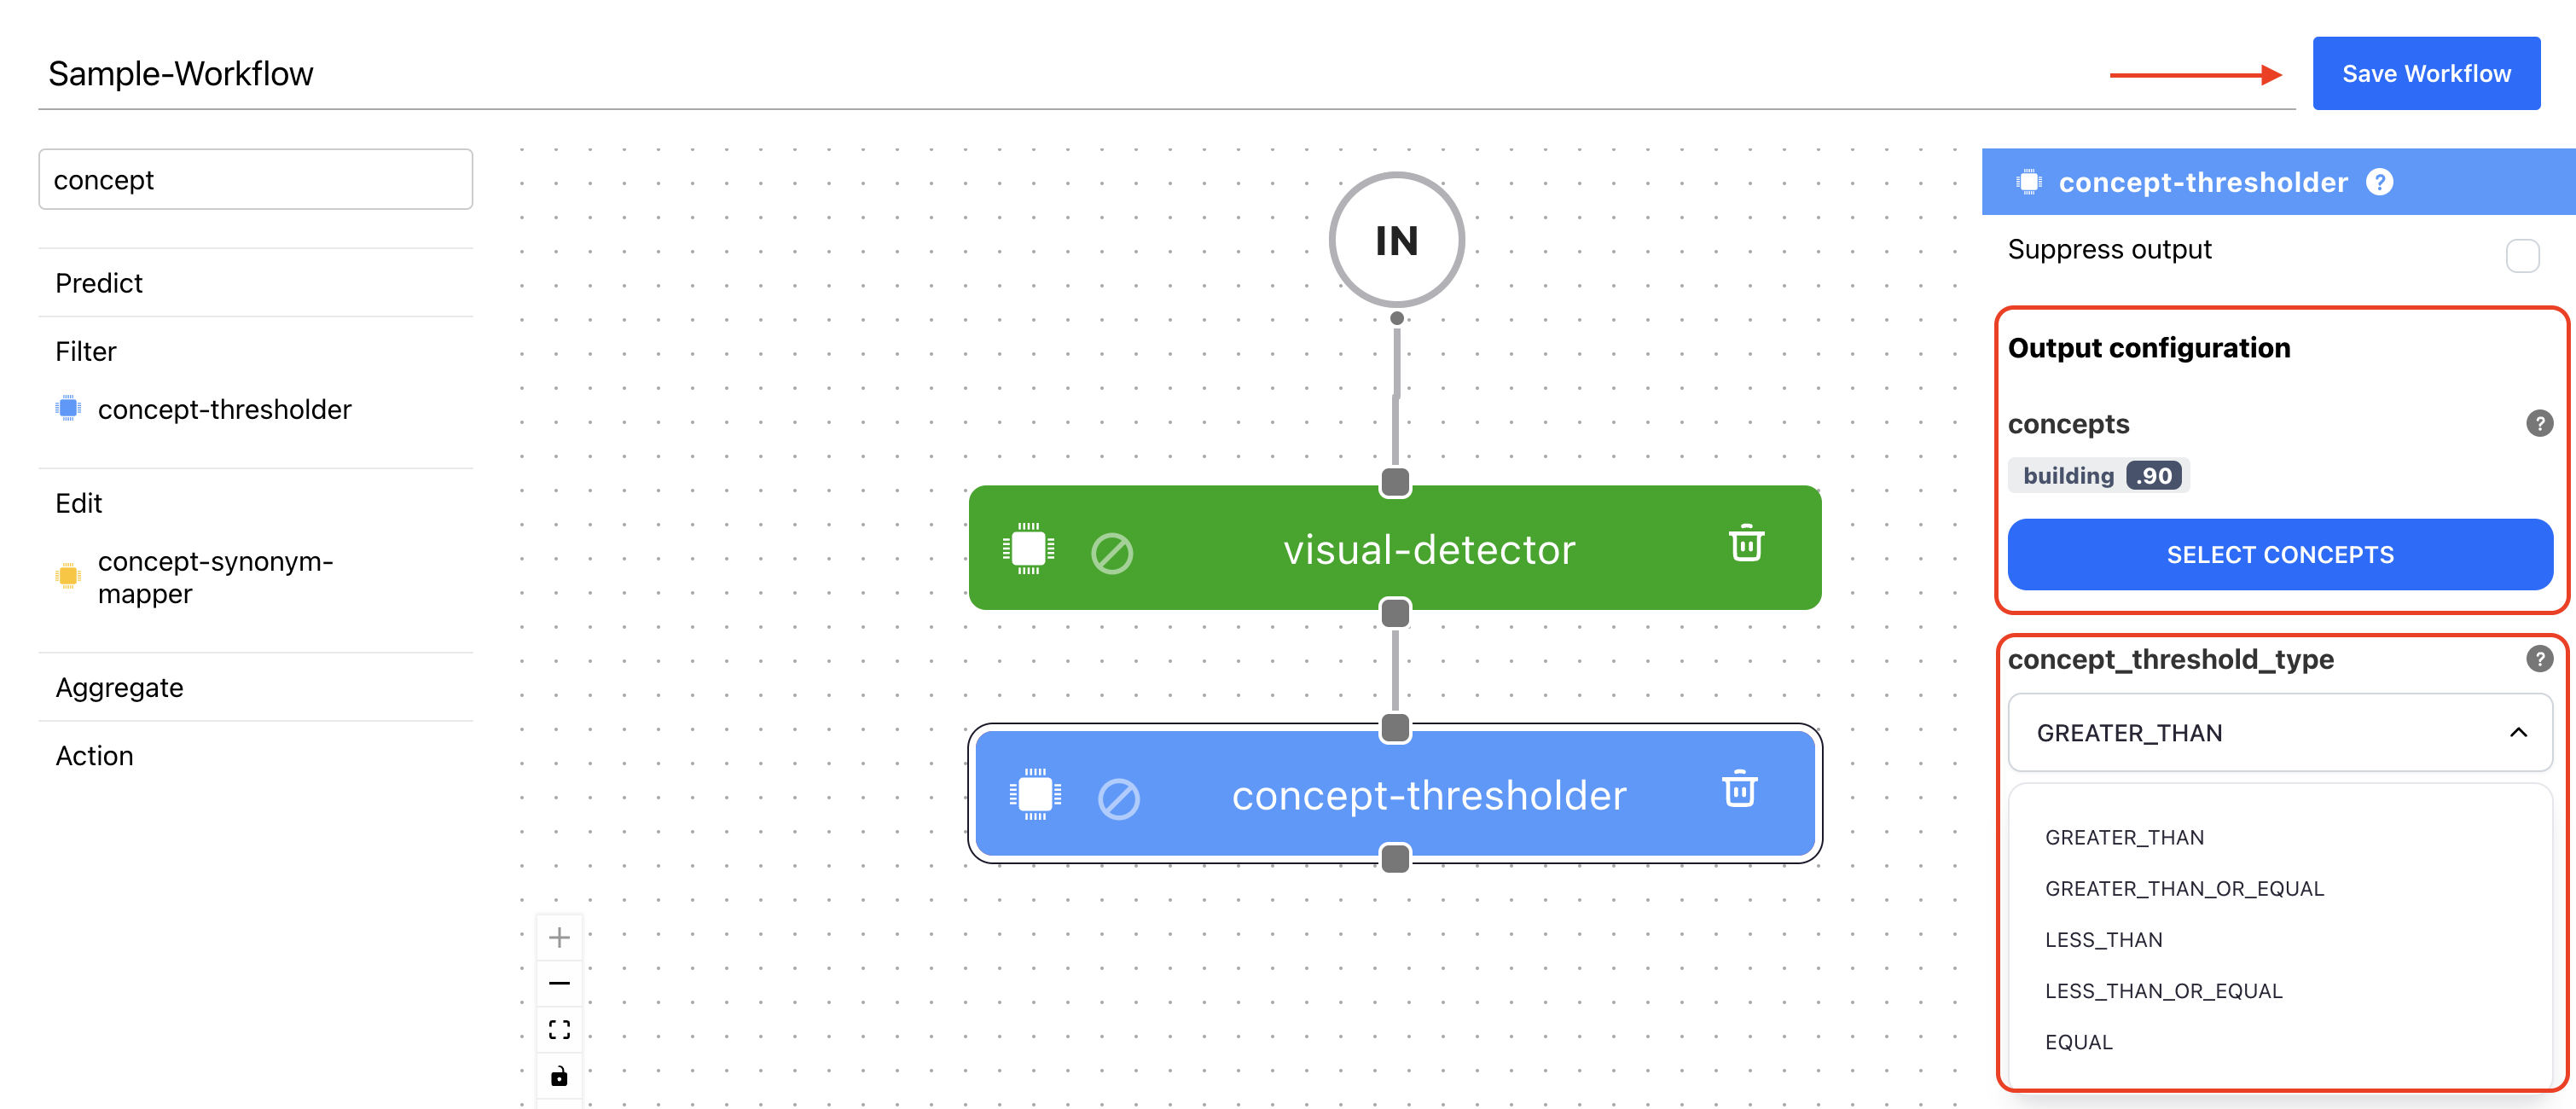 Sample-Workflow
Save Workflow
concept
Predict
Filter
concept-thresholder
Edit
concept-synonym-
mapper
Aggregate
Action
IN
visual-detector
concept-thresholder
concept-thresholder ?
Suppress output
Output configuration
concepts ?
building .90
SELECT CONCEPTS
concept_threshold_type ?
GREATER_THAN
GREATER_THAN
GREATER_THAN_OR_EQUAL
LESS_THAN
LESS_THAN_OR_EQUAL
EQUAL